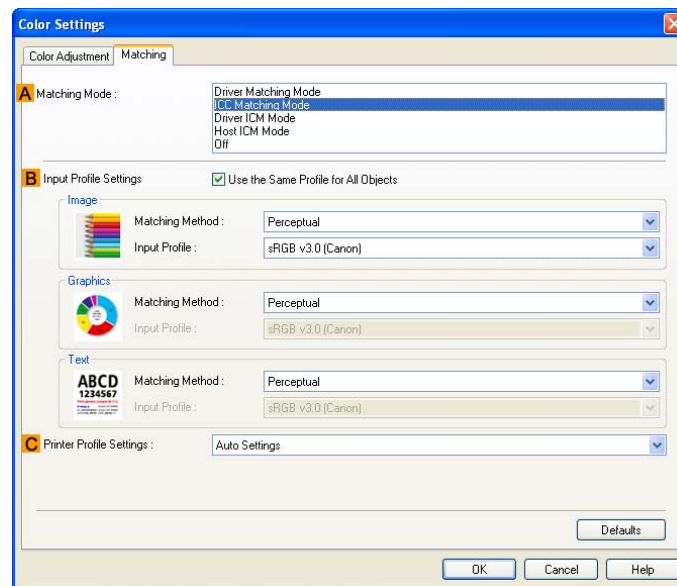 Color Settings
Color Adjustment Matching
A Matching Mode :
Driver Matching Mode
ICC Matching Mode
Driver ICM Mode
Host ICM Mode
Off
B Input Profile Settings Use the Same Profile for All Objects
Image
Matching Method : Perceptual
Input Profile : sRGB v3.0 (Canon)
Graphics
Matching Method : Perceptual
Input Profile : sRGB v3.0 (Canon)
Text
ABCD
1234567
Matching Method : Perceptual
Input Profile : sRGB v3.0 (Canon)
C Printer Profile Settings : Auto Settings
Defaults
OK Cancel Help